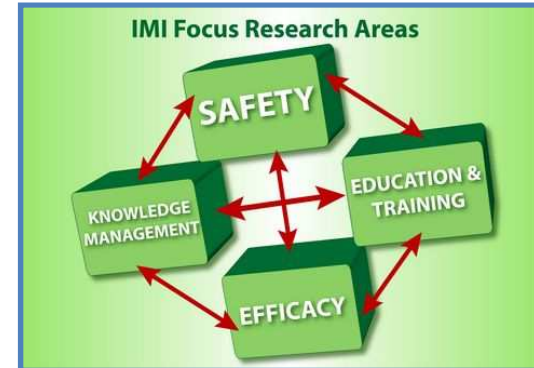 IMI Focus Research Areas
SAFETY
KNOWLEDGE
MANAGEMENT
EDUCATION &
TRAINING
EFFICACY